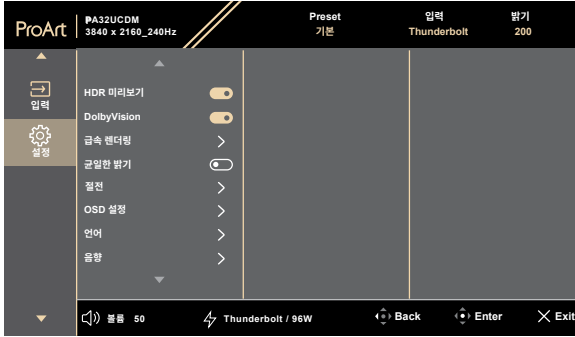 ProArt
PA32UCDM
3840 x 2160_240Hz
Preset
기본
입력
Thunderbolt
밝기
200
입력
설정
HDR 미리보기
DolbyVision
급속 렌더링
균일한 밝기
절전
OSD 설정
언어
음향
볼륨 50
Thunderbolt / 96W
Back
Enter
Exit